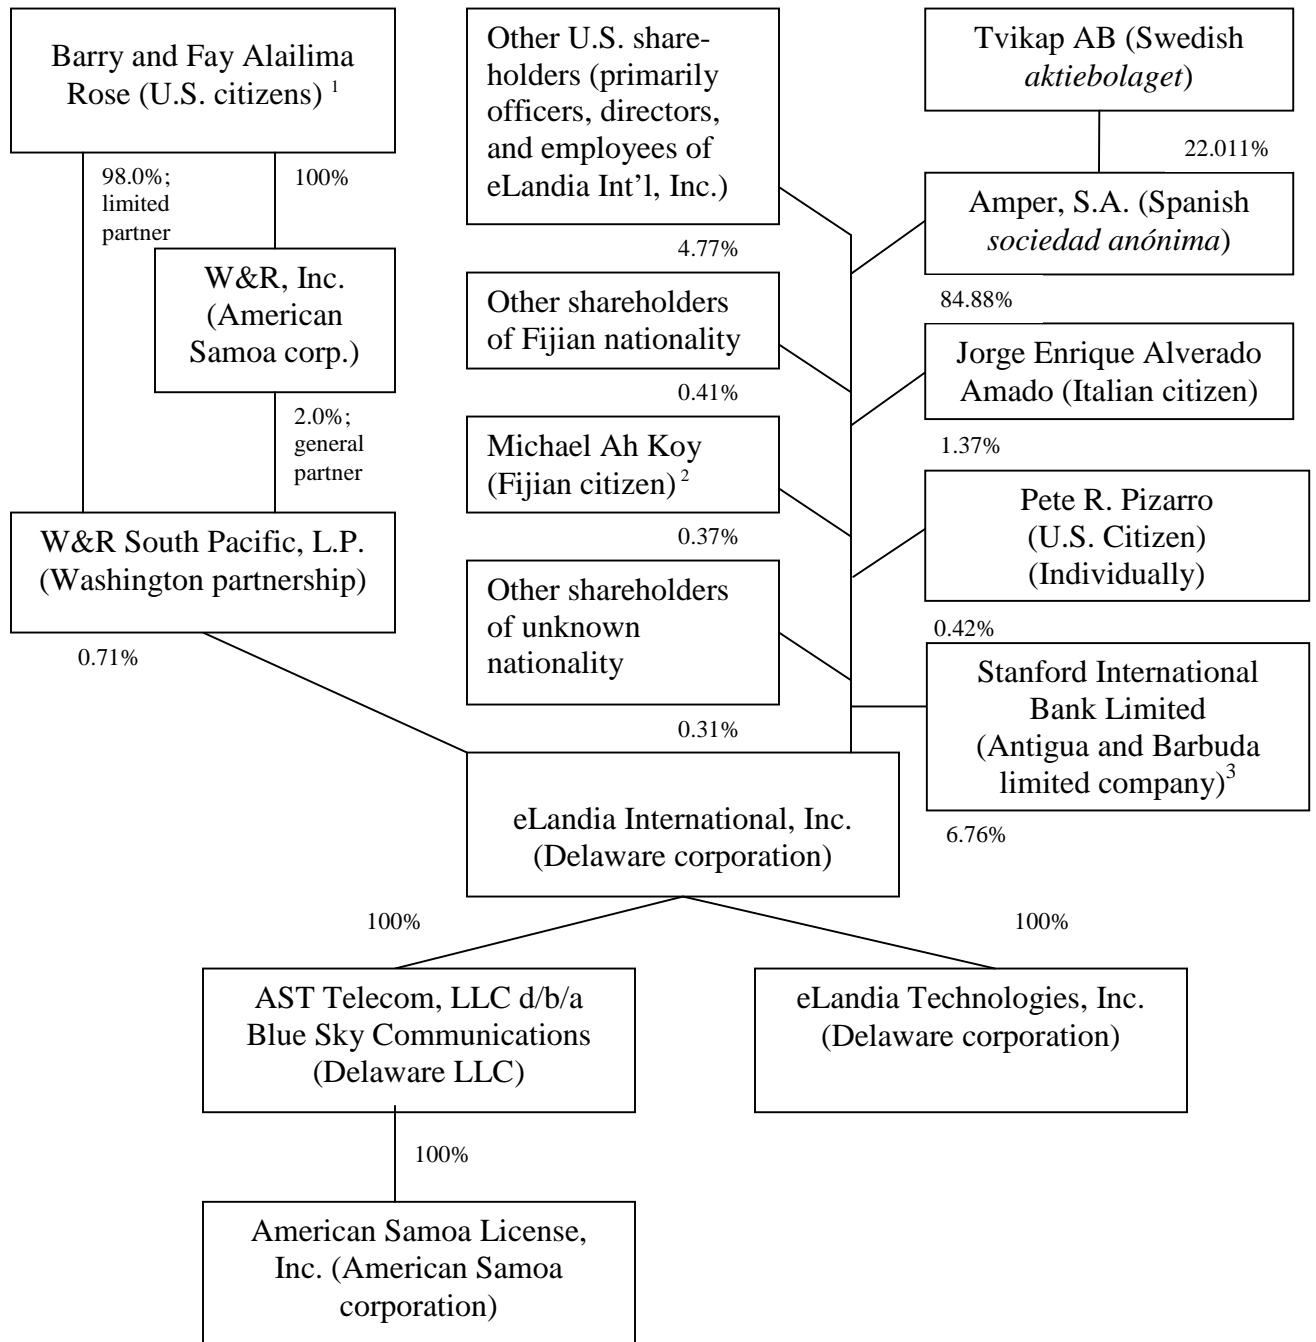 Barry and Fay Alailima
Rose (U.S. citizens) 1
98.0%;
limited
partner
100%
W&R, Inc.
(American
Samoa corp.)
2.0%;
general
partner
W&R South Pacific, L.P.
(Washington partnership)
0.71%
Other U.S. share-
holders (primarily
officers, directors,
and employees of
eLandia Int’l, Inc.)
4.77%
Other shareholders
of Fijian nationality
0.41%
Michael Ah Koy
(Fijian citizen) 2
0.37%
Other shareholders
of unknown
nationality
0.31%
Tvikap AB (Swedish
aktiebolaget)
22.011%
Amper, S.A. (Spanish
sociedad anónima)
84.88%
Jorge Enrique Alverado
Amado (Italian citizen)
1.37%
Pete R. Pizarro
(U.S. Citizen)
(Individually)
0.42%
Stanford International
Bank Limited
(Antigua and Barbuda
limited company)3
6.76%
eLandia International, Inc.
(Delaware corporation)
100%
100%
AST Telecom, LLC d/b/a
Blue Sky Communications
(Delaware LLC)
eLandia Technologies, Inc.
(Delaware corporation)
100%
American Samoa License,
Inc. (American Samoa
corporation)